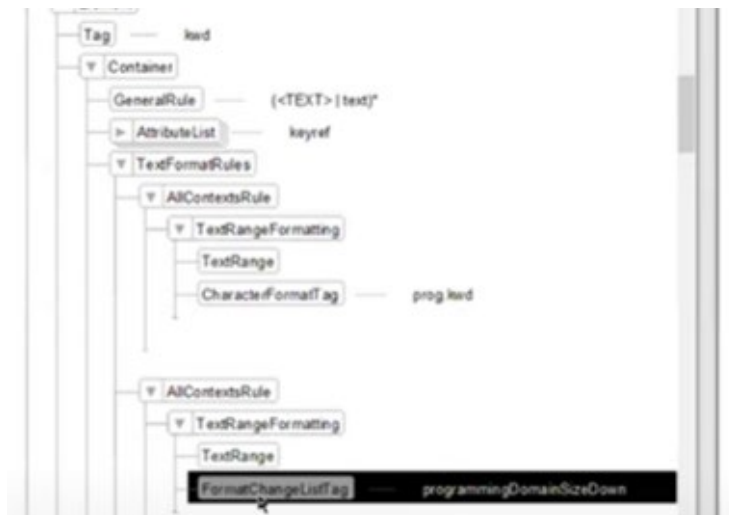 Tag kwd
Container
GeneralRule (<TEXT> | text)*
AttributeList keyref
TextFormatRules
AllContextsRule
TextRangeFormatting
TextRange
CharacterFormatTag prog.kwd
AllContextsRule
TextRangeFormatting
TextRange
FormatChangeListTag programmingDomainSizeDown